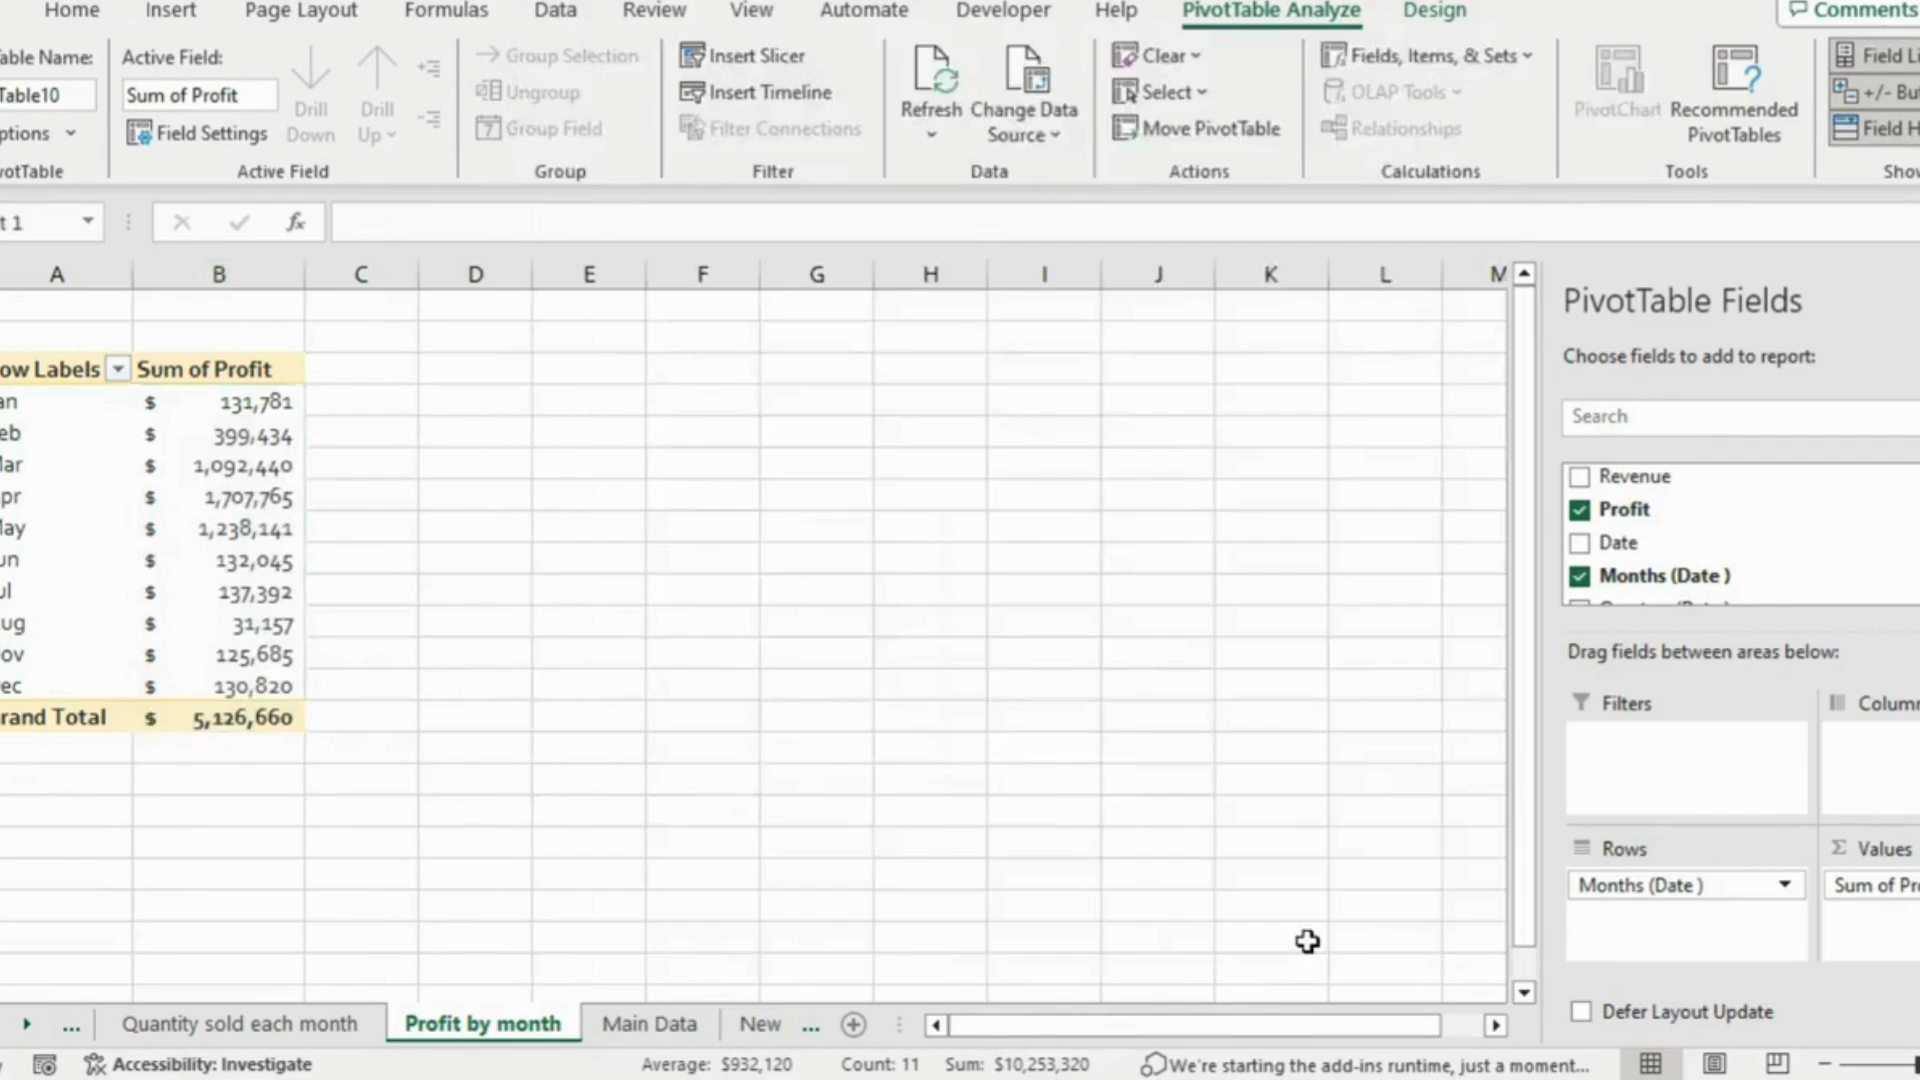 Home Insert Page Layout Formulas Data Review View Automate Developer Help PivotTable Analyze Design Comments
able Name: Active Field: Group Selection Insert Slicer Clear Fields, Items, & Sets Field Li
Table10 Sum of Profit Drill Down Drill Up Ungroup Insert Timeline Refresh Change Data Source Select OLAP Tools PivotChart Recommended PivotTables +/- But
ptions Field Settings Group Field Filter Connections Move PivotTable Relationships Field H
votTable Active Field Group Filter Data Actions Calculations Tools Show
t 1 fx
A B C D E F G H I J K L M
ow Labels Sum of Profit
an $ 131,781
eb $ 399,434
lar $ 1,092,440
pr $ 1,707,765
lay $ 1,238,141
un $ 132,045
ul $ 137,392
ug $ 31,157
ov $ 125,685
ec $ 130,820
rand Total $ 5,126,660
PivotTable Fields
Choose fields to add to report:
Search
Revenue
Profit
Date
Months (Date )
Drag fields between areas below:
Filters Column
Rows Σ Values
Months (Date ) Sum of Pro
Defer Layout Update
... Quantity sold each month Profit by month Main Data New ...
Accessibility: Investigate Average: $932,120 Count: 11 Sum: $10,253,320 We're starting the add-ins runtime, just a moment...